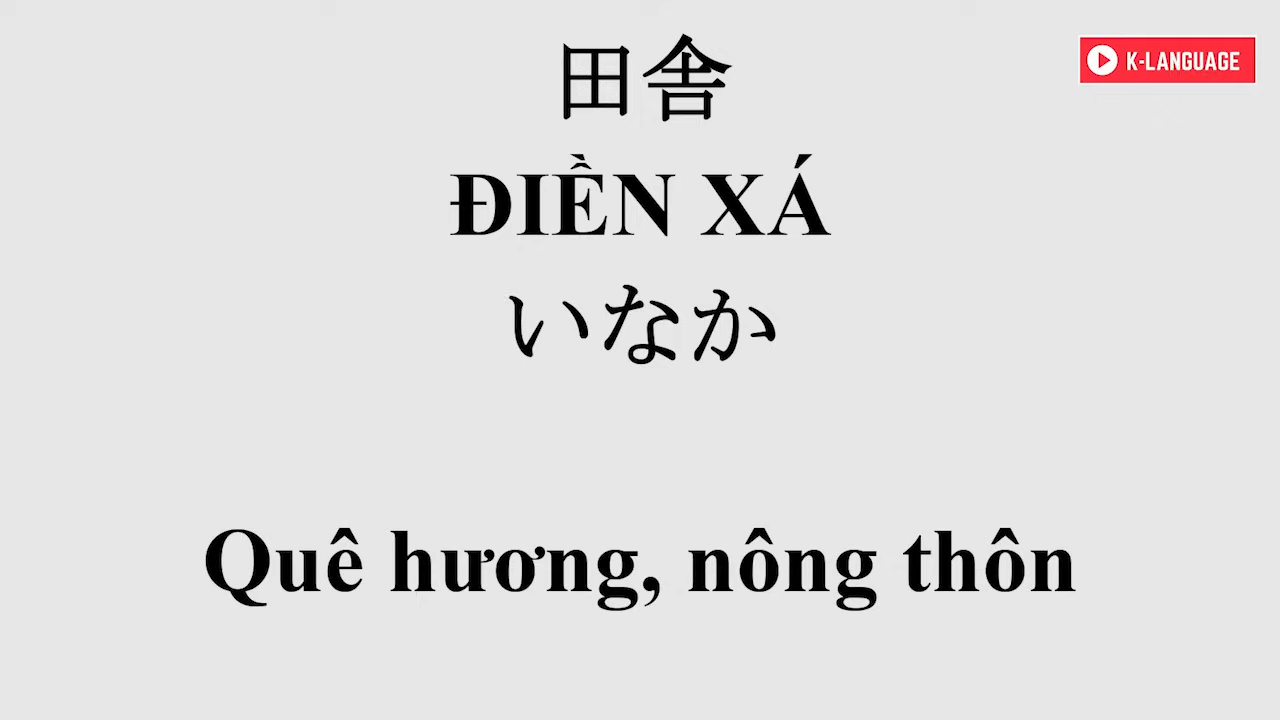 田舎
K-LANGUAGE
ĐIỀN XÁ
いなか
Quê hương, nông thôn